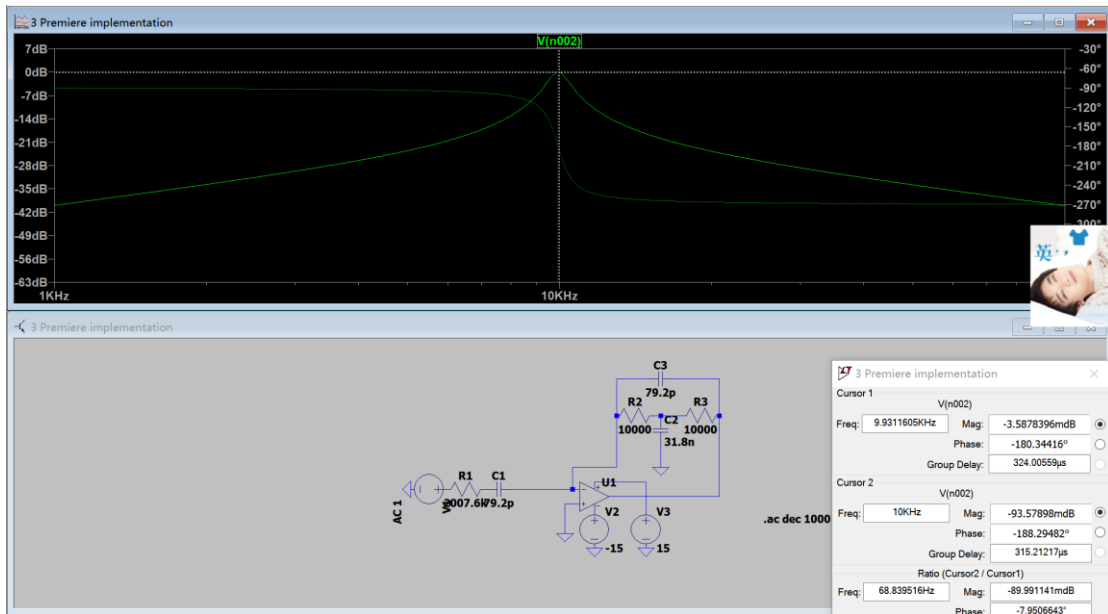 3 Premiere implementation
V(n002)
7dB
0dB
-7dB
-14dB
-21dB
-28dB
-35dB
-42dB
-49dB
-56dB
-63dB
-30°
-60°
-90°
-120°
-150°
-180°
-210°
-240°
-270°
-300°
1KHz
10KHz
英
3 Premiere implementation
C3
79.2p
R2
R3
10000
C2
10000
31.8n
R1
C1
2007.6k
79.2p
U1
AC 1
V2
V3
-15
15
.ac dec 1000
3 Premiere implementation
Cursor 1
V(n002)
Freq: 9.9311605KHz Mag: -3.5878396mdB
Phase: -180.34416°
Group Delay: 324.00559µs
Cursor 2
V(n002)
Freq: 10KHz Mag: -93.57898mdB
Phase: -188.29482°
Group Delay: 315.21217µs
Ratio (Cursor2 / Cursor1)
Freq: 68.839516Hz Mag: -89.991141mdB
Phase: -7.9506643°